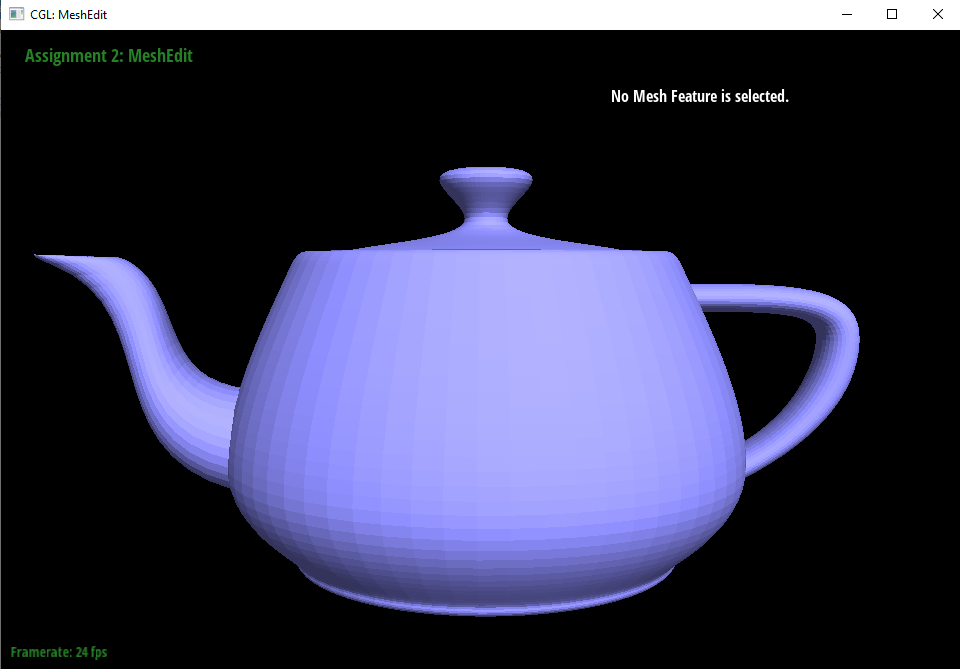 CGL: MeshEdit
Assignment 2: MeshEdit
No Mesh Feature is selected.
Framerate: 24 fps